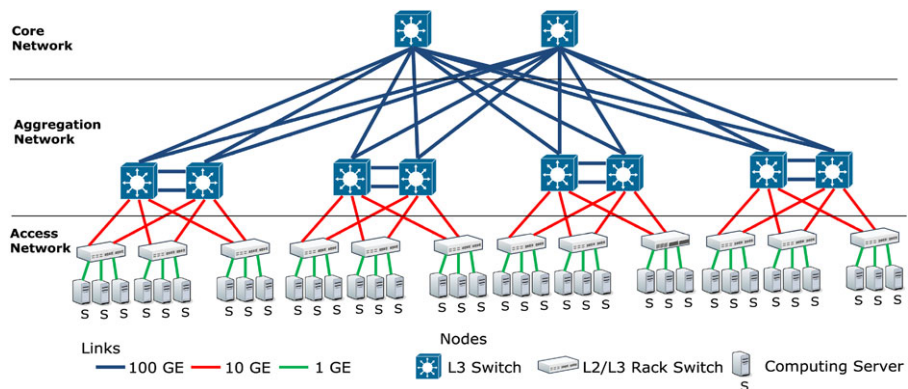 Core
Network
Aggregation
Network
Access
Network
S S S S S S S S S S S S S S S S S S S S S S S S S S S S S S S S S S S S
Links
Nodes
100 GE 10 GE 1 GE L3 Switch L2/L3 Rack Switch Computing Server
S